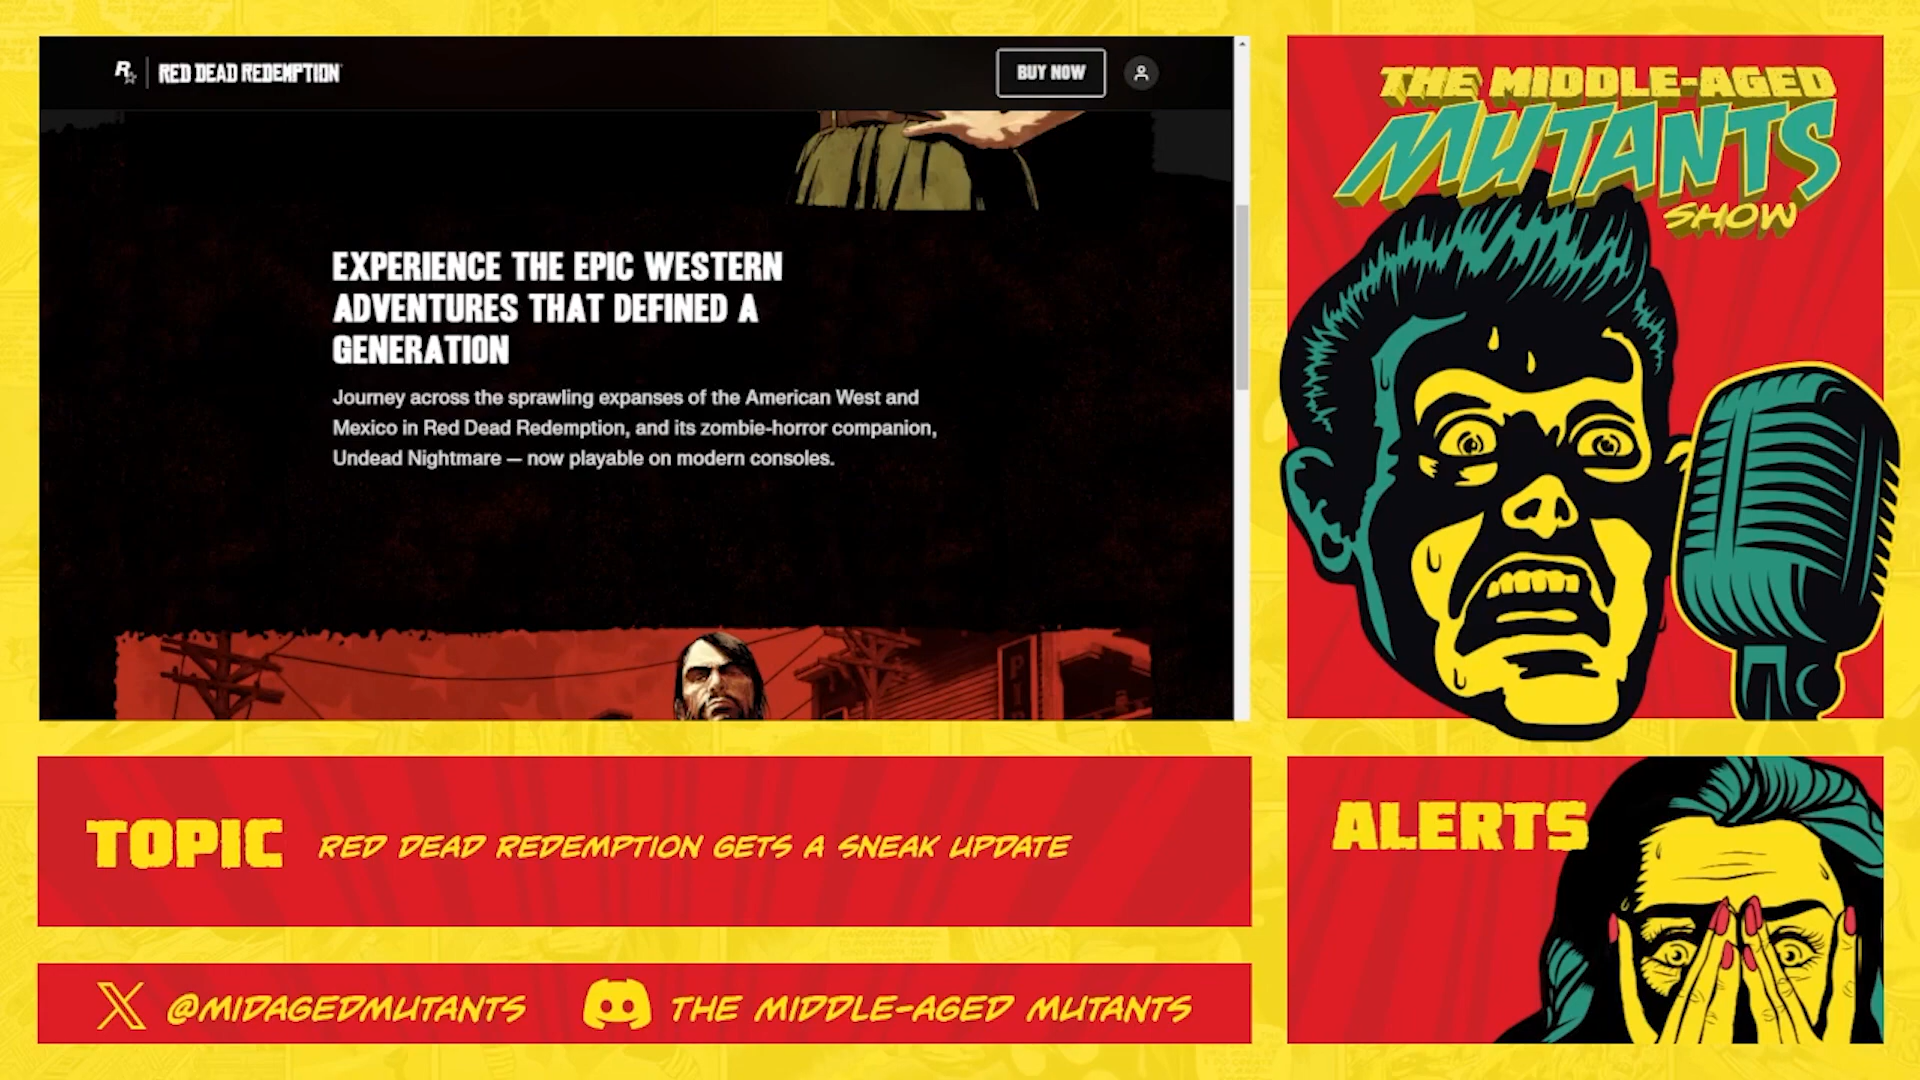 RED DEAD REDEMPTION
BUY NOW
EXPERIENCE THE EPIC WESTERN
ADVENTURES THAT DEFINED A
GENERATION
Journey across the sprawling expanses of the American West and
Mexico in Red Dead Redemption, and its zombie-horror companion,
Undead Nightmare — now playable on modern consoles.
THE MIDDLE-AGED
MUTANTS
SHOW
TOPIC RED DEAD REDEMPTION GETS A SNEAK UPDATE
ALERTS
@MIDAGEDMUTANTS THE MIDDLE-AGED MUTANTS